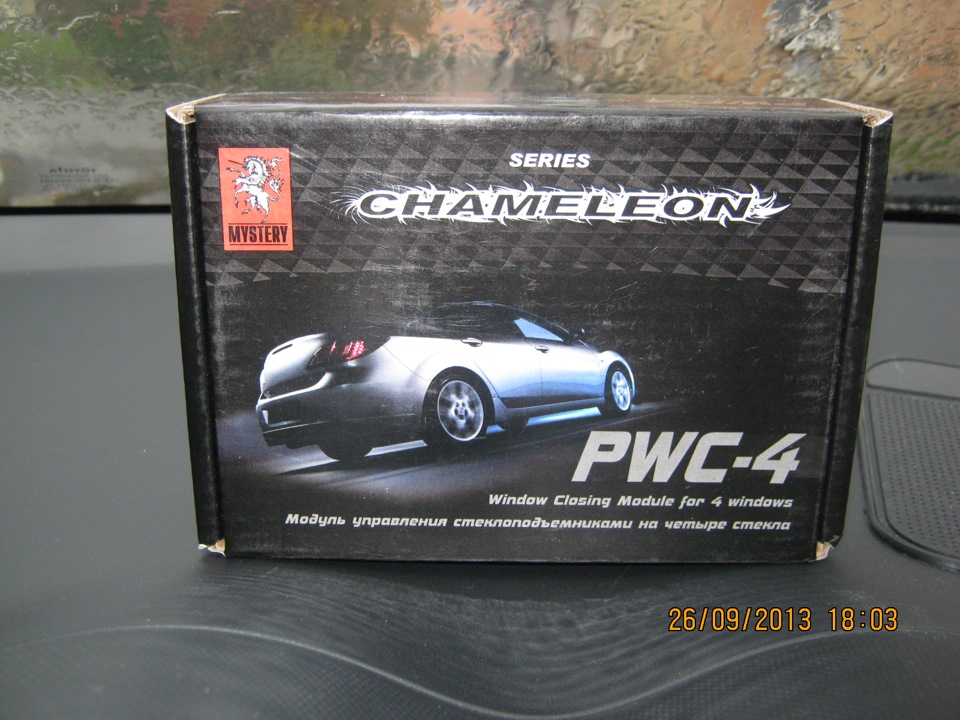 SERIES
CHAMELEON
MYSTERY
PWC-4
Window Closing Module for 4 windows
Модуль управления стеклоподъемниками на четыре стекла
26/09/2013 18:03